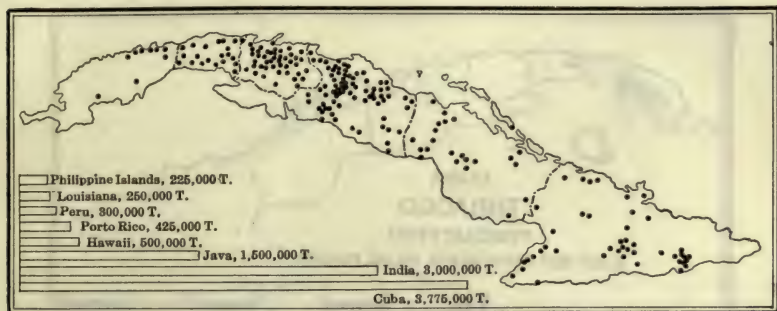 Philippine Islands, 225,000 T.
Louisiana, 250,000 T.
Peru, 300,000 T.
Porto Rico, 425,000 T.
Hawaii, 500,000 T.
Java, 1,500,000 T.
India, 3,000,000 T.
Cuba, 3,775,000 T.